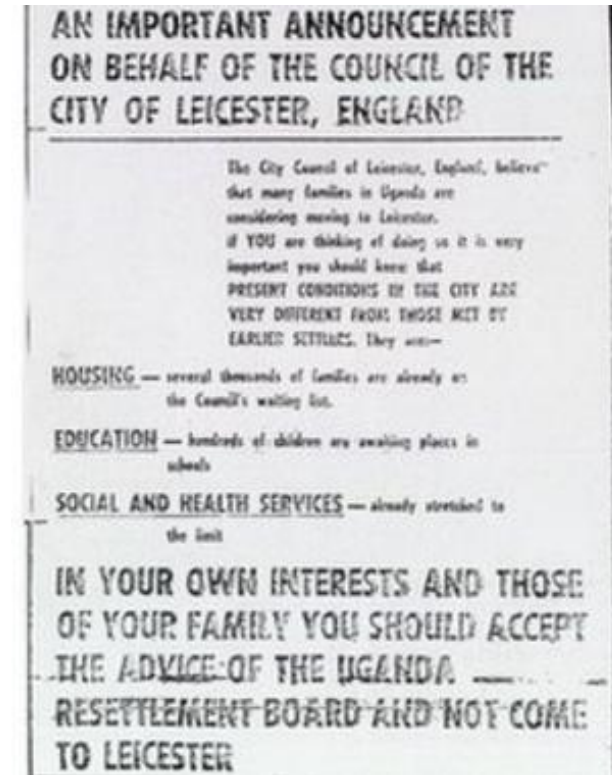 AN IMPORTANT ANNOUNCEMENT
ON BEHALF OF THE COUNCIL OF THE
CITY OF LEICESTER, ENGLAND
The City Council of Leicester, England, believe
that many families in Uganda are
considering moving to Leicester.
if YOU are thinking of doing so it is very
important you should know that
PRESENT CONDITIONS IN THE CITY ARE
VERY DIFFERENT FROM THOSE MET BY
EARLIER SETTLERS. They are:—
HOUSING — several thousands of families are already on
the Council's waiting list.
EDUCATION — hundreds of children are awaiting places in
schools
SOCIAL AND HEALTH SERVICES — already stretched to
the limit
IN YOUR OWN INTERESTS AND THOSE
OF YOUR FAMILY YOU SHOULD ACCEPT
THE ADVICE OF THE UGANDA
RESETTLEMENT BOARD AND NOT COME
TO LEICESTER